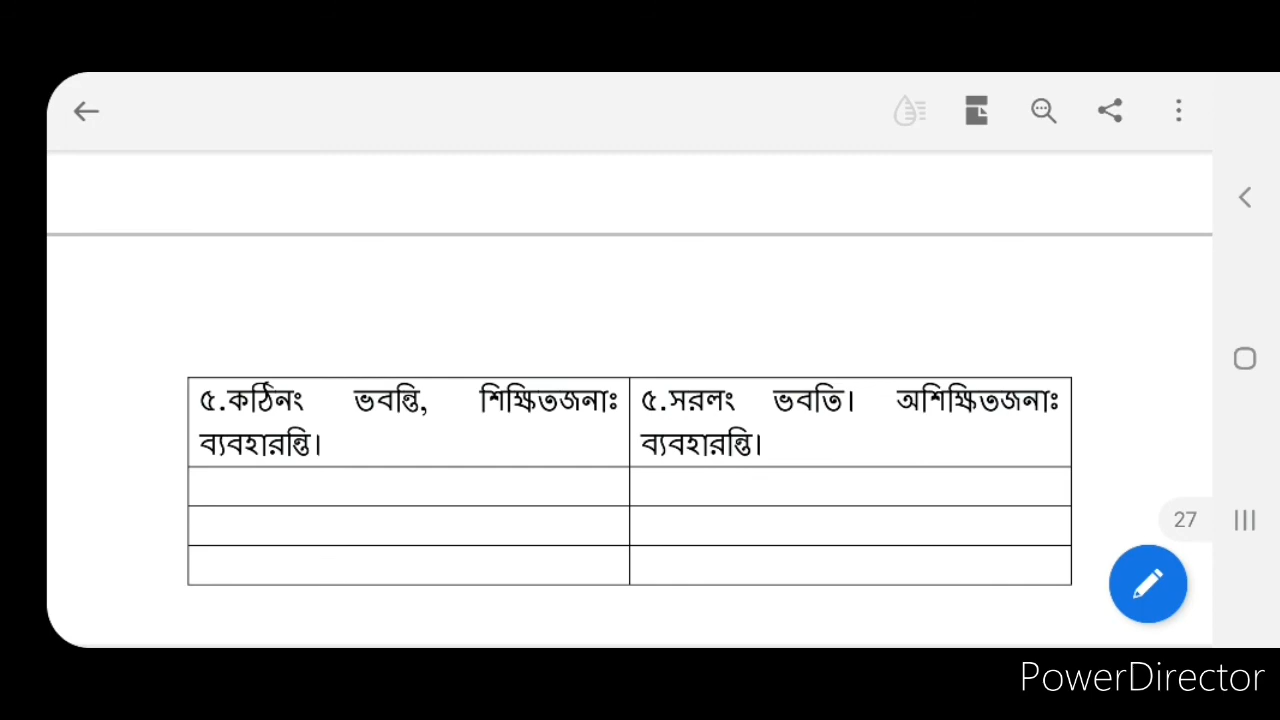 ৫.কঠিনং ভবন্তি, শিক্ষিতজনাঃ
ব্যবহারন্তি।
৫.সরলং ভবতি। অশিক্ষিতজনাঃ
ব্যবহারন্তি।
27
PowerDirector